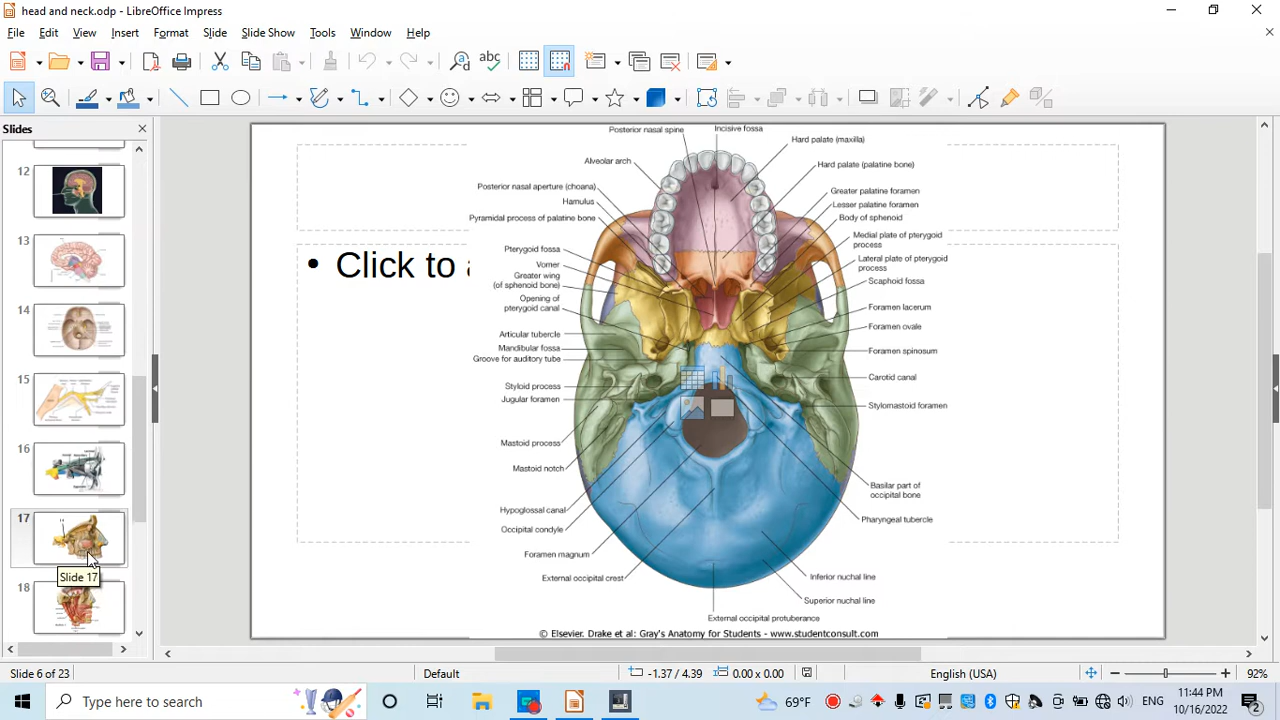 head and neck.odp - LibreOffice Impress
File Edit View Insert Format Slide Slide Show Tools Window Help
abc
Slides
12
13
14
15
16
17
Slide 17
18
Click to a
Posterior nasal spine
Incisive fossa
Hard palate (maxilla)
Alveolar arch
Hard palate (palatine bone)
Posterior nasal aperture (choana)
Greater palatine foramen
Hamulus
Lesser palatine foramen
Pyramidal process of palatine bone
Body of sphenoid
Medial plate of pterygoid
process
Pterygoid fossa
Lateral plate of pterygoid
process
Vomer
Greater wing
(of sphenoid bone)
Scaphoid fossa
Opening of
pterygoid canal
Foramen lacerum
Foramen ovale
Articular tubercle
Mandibular fossa
Foramen spinosum
Groove for auditory tube
Carotid canal
Styloid process
Jugular foramen
Stylomastoid foramen
Mastoid process
Mastoid notch
Basilar part of
occipital bone
Hypoglossal canal
Pharyngeal tubercle
Occipital condyle
Foramen magnum
External occipital crest
Inferior nuchal line
Superior nuchal line
External occipital protuberance
© Elsevier. Drake et al: Gray's Anatomy for Students - www.studentconsult.com
Slide 6 of 23
Default
-1.37 / 4.39
0.00 x 0.00
English (USA)
92%
Type here to search
69°F
ENG
11:44 PM
10/16/2022
2